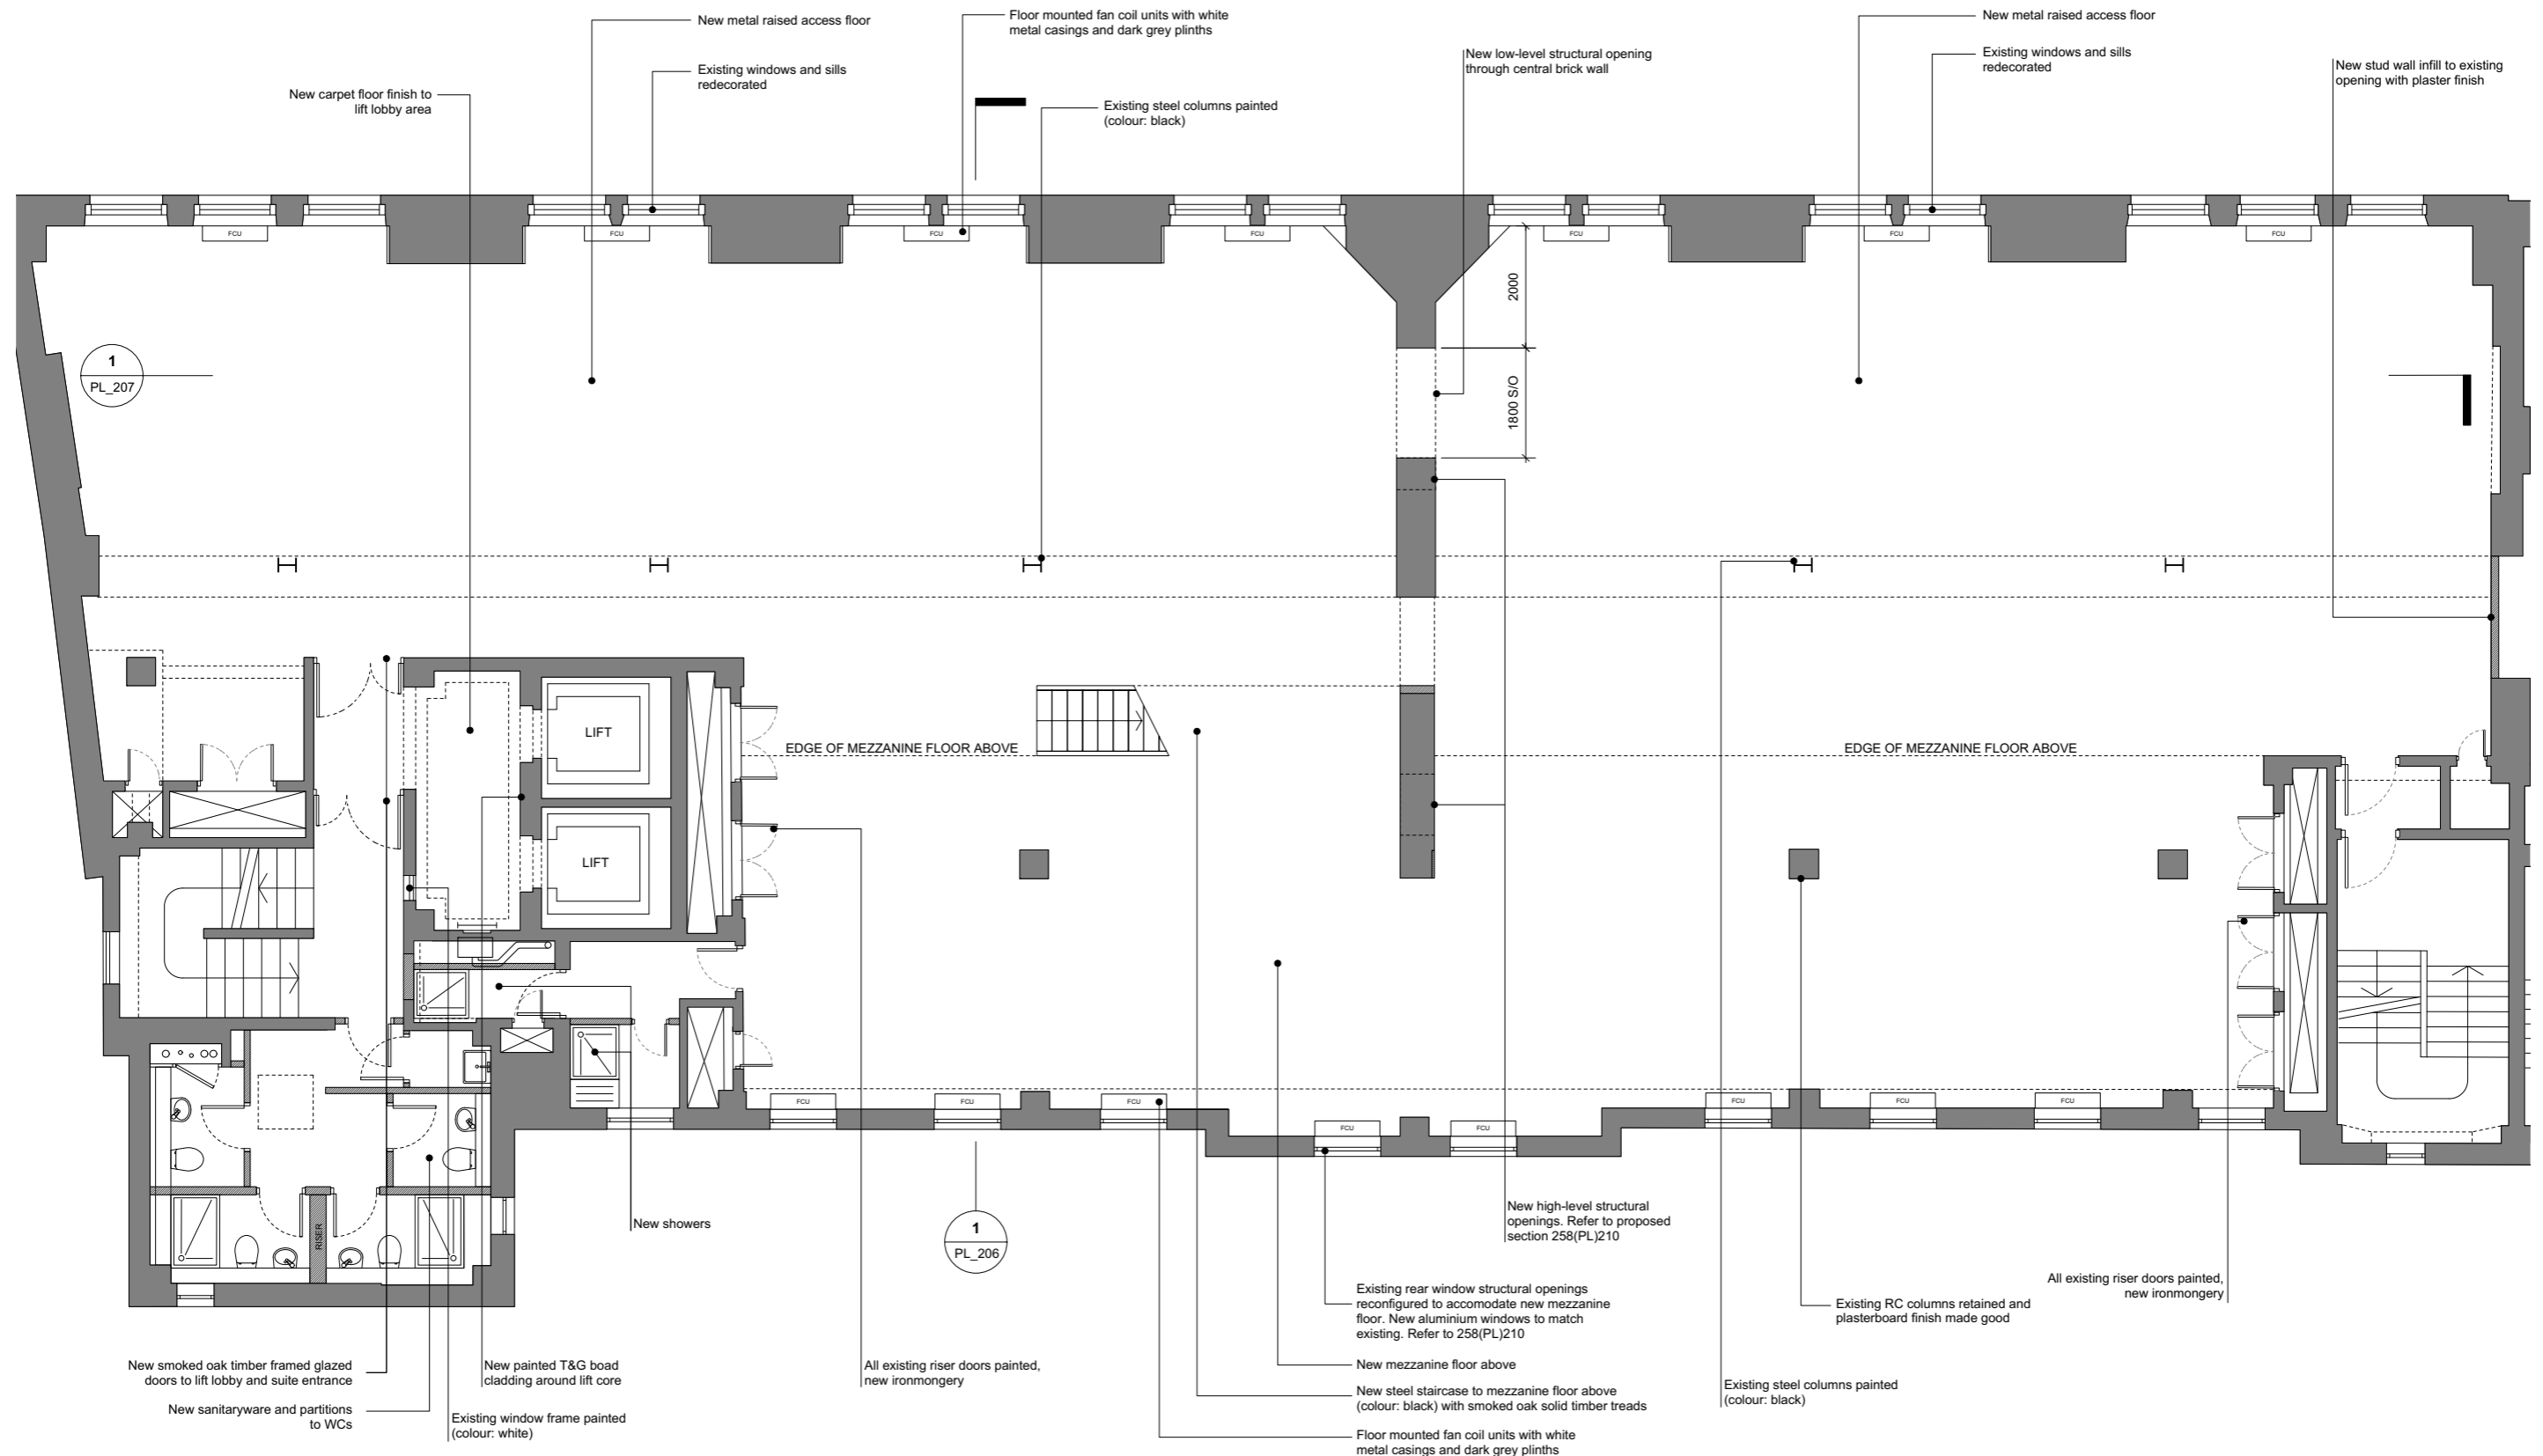 New metal raised access floor
Floor mounted fan coil units with white
metal casings and dark grey plinths
New metal raised access floor
New low-level structural opening
through central brick wall
Existing windows and sills
redecorated
New stud wall infill to existing
opening with plaster finish
Existing windows and sills
redecorated
New carpet floor finish to
lift lobby area
Existing steel columns painted
(colour: black)
FCU
FCU
FCU
FCU
FCU
FCU
FCU
2000
1800 S/O
1
PL_207
LIFT
LIFT
EDGE OF MEZZANINE FLOOR ABOVE
EDGE OF MEZZANINE FLOOR ABOVE
FCU
FCU
FCU
FCU
FCU
FCU
FCU
FCU
RISER
New showers
1
PL_206
New high-level structural
openings. Refer to proposed
section 258(PL)210
Existing rear window structural openings
reconfigured to accomodate new mezzanine
floor. New aluminium windows to match
existing. Refer to 258(PL)210
Existing RC columns retained and
plasterboard finish made good
All existing riser doors painted,
new ironmongery
New smoked oak timber framed glazed
doors to lift lobby and suite entrance
New painted T&G boad
cladding around lift core
All existing riser doors painted,
new ironmongery
New mezzanine floor above
New steel staircase to mezzanine floor above
(colour: black) with smoked oak solid timber treads
Existing steel columns painted
(colour: black)
New sanitaryware and partitions
to WCs
Existing window frame painted
(colour: white)
Floor mounted fan coil units with white
metal casings and dark grey plinths